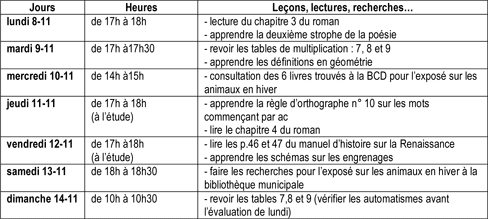 Jours Heures Leçons, lectures, recherches…
lundi 8-11 de 17h à 18h - lecture du chapitre 3 du roman
- apprendre la deuxième strophe de la poésie
mardi 9-11 de 17h à17h30 - revoir les tables de multiplication : 7, 8 et 9
- apprendre les définitions en géométrie
mercredi 10-11 de 14h à15h - consultation des 6 livres trouvés à la BCD pour l’exposé sur les
animaux en hiver
jeudi 11-11 de 17h à 18h - apprendre la règle d’orthographe n° 10 sur les mots
(à l’étude) commençant par ac
- lire le chapitre 4 du roman
vendredi 12-11 de 17h à18h - lire les p.46 et 47 du manuel d’histoire sur la Renaissance
(à l’étude) - apprendre les schémas sur les engrenages
samedi 13-11 de 18h à 18h30 - faire les recherches pour l’exposé sur les animaux en hiver à la
bibliothèque municipale
dimanche 14-11 de 10h à 10h30 - revoir les tables 7,8 et 9 (vérifier les automatismes avant
l’évaluation de lundi)